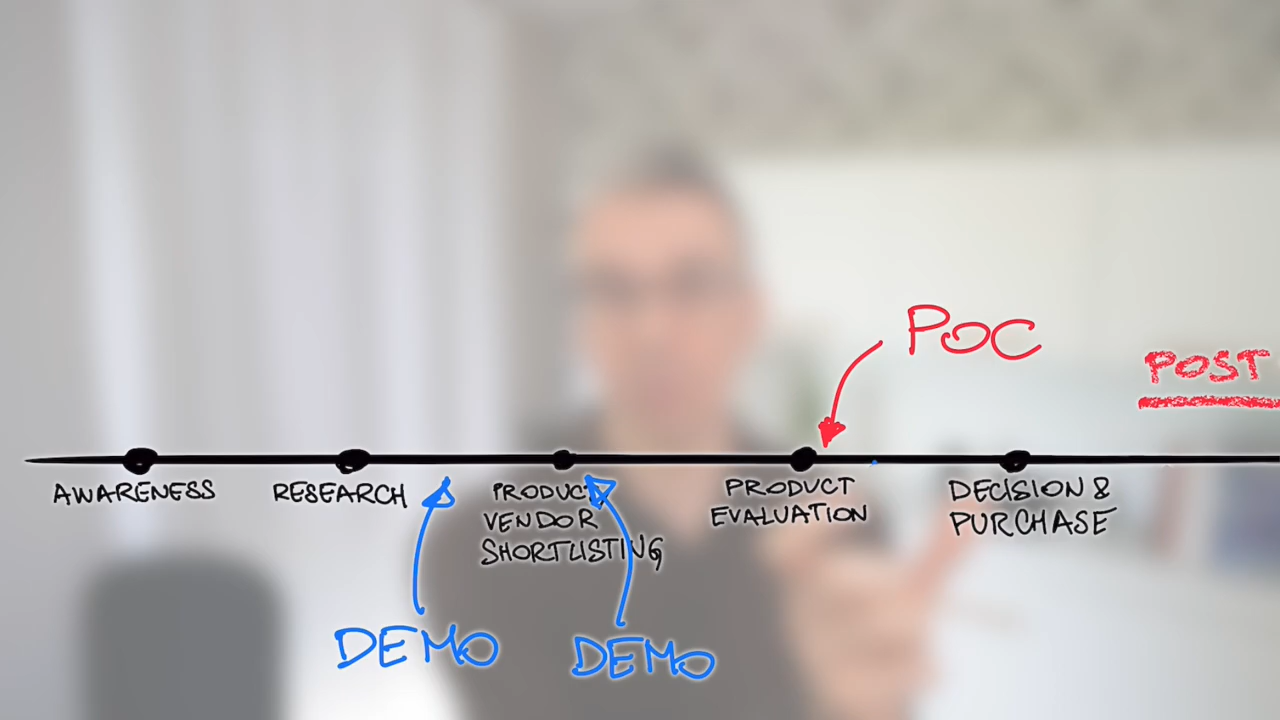 POC
POST
AWARENESS
RESEARCH
PRODUCT
VENDOR
SHORTLISTING
PRODUCT
EVALUATION
DECISION &
PURCHASE
DEMO
DEMO